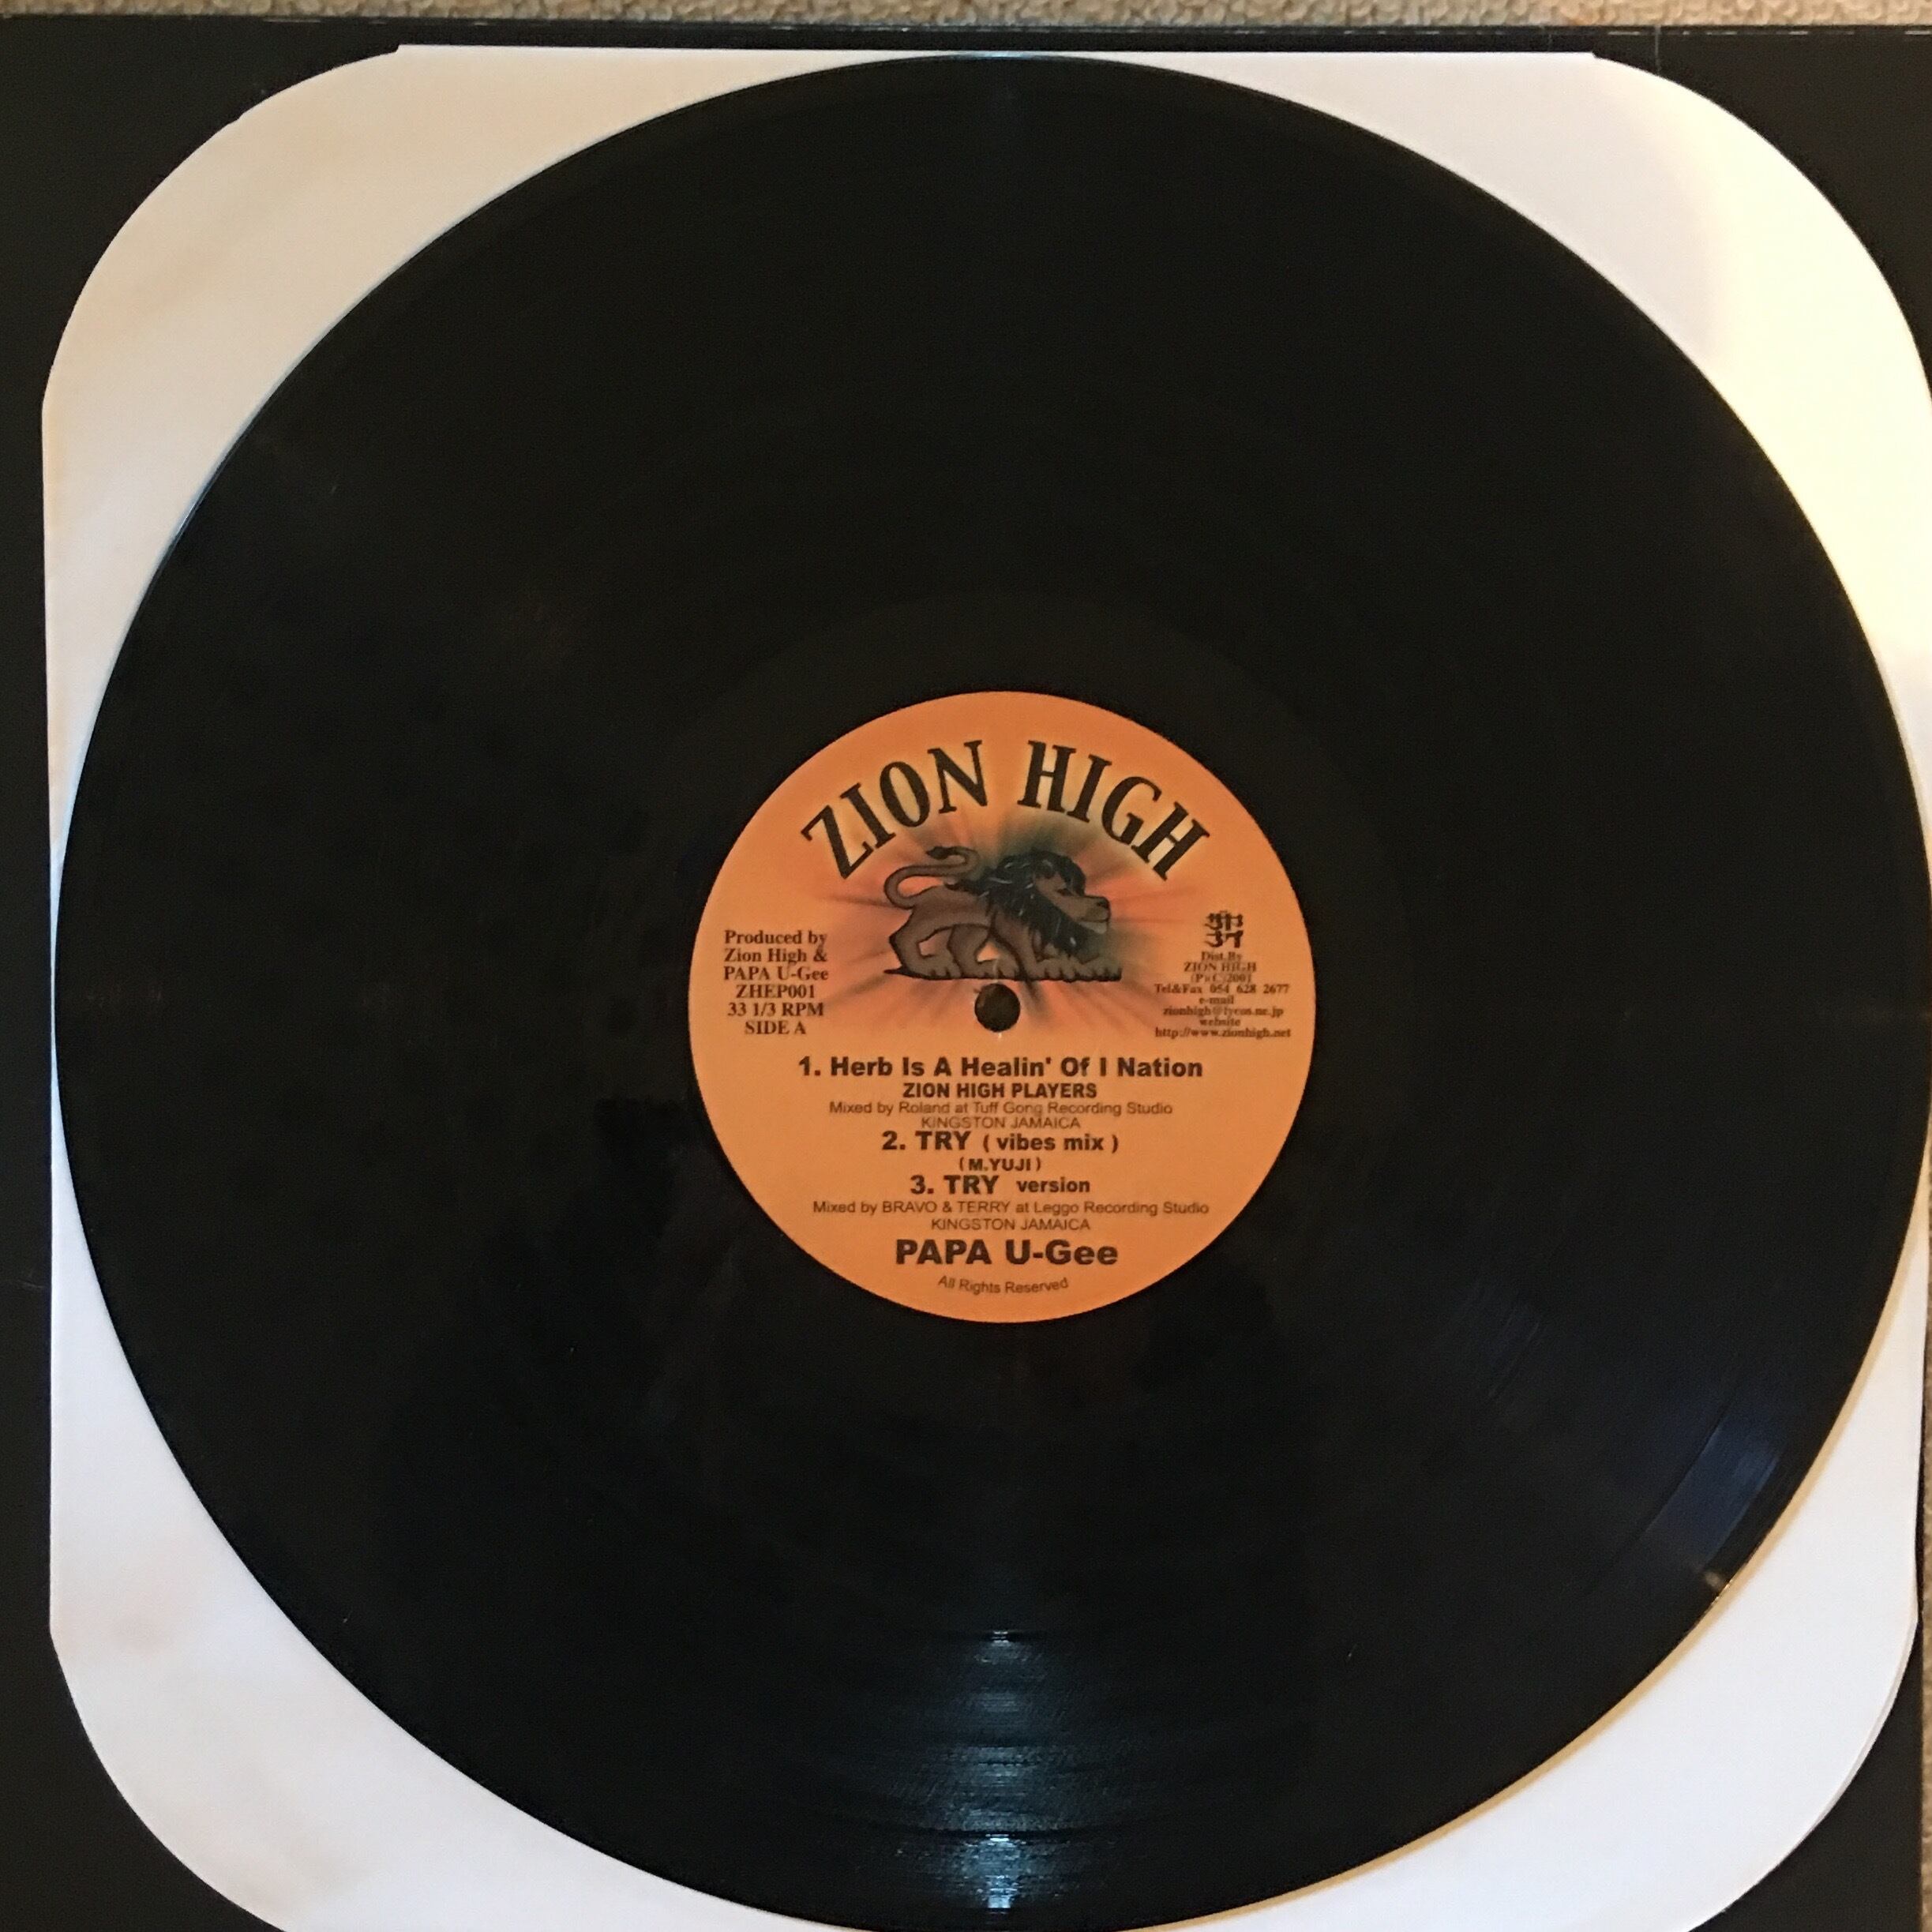 ZION HIGH
Produced by
Zion High &
PAPA U-Gee
ZHEP001
33 1/3 RPM
SIDE A
Dist.By
ZION HIGH
(P)(C)2001
Tel&Fax 054 628 2677
e-mail
website
http://www.zionhigh.net
1. Herb Is A Healin' Of I Nation
ZION HIGH PLAYERS
Mixed by Roland at Tuff Gong Recording Studio
KINGSTON JAMAICA
2. TRY ( vibes mix )
( M.YUJI )
3. TRY version
Mixed by BRAVO & TERRY at Leggo Recording Studio
KINGSTON JAMAICA
PAPA U-Gee
All Rights Reserved